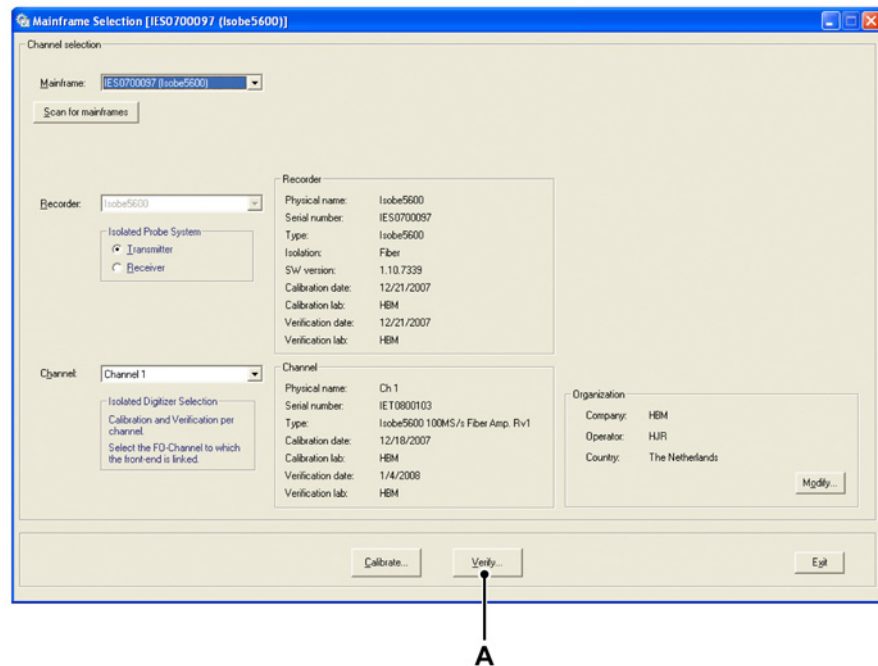 Mainframe Selection [IES0700097 (Isobe5600)]
Channel selection
Mainframe: IES0700097 (Isobe5600)
Scan for mainframes
Recorder: Isobe5600
Isolated Probe System
Transmitter
Receiver
Recorder
Physical name: Isobe5600
Serial number: IES0700097
Type: Isobe5600
Isolation: Fiber
SW version: 1.10.7339
Calibration date: 12/21/2007
Calibration lab: HBM
Verification date: 12/21/2007
Verification lab: HBM
Channel: Channel 1
Isolated Digitizer Selection
Calibration and Verification per
channel.
Select the FO-Channel to which
the front-end is linked.
Channel
Physical name: Ch 1
Serial number: IET0800103
Type: Isobe5600 100MS/s Fiber Amp. Rv1
Calibration date: 12/18/2007
Calibration lab: HBM
Verification date: 1/4/2008
Verification lab: HBM
Organization
Company: HBM
Operator: HJR
Country: The Netherlands
Modify...
Calibrate...
Verify...
Exit
A